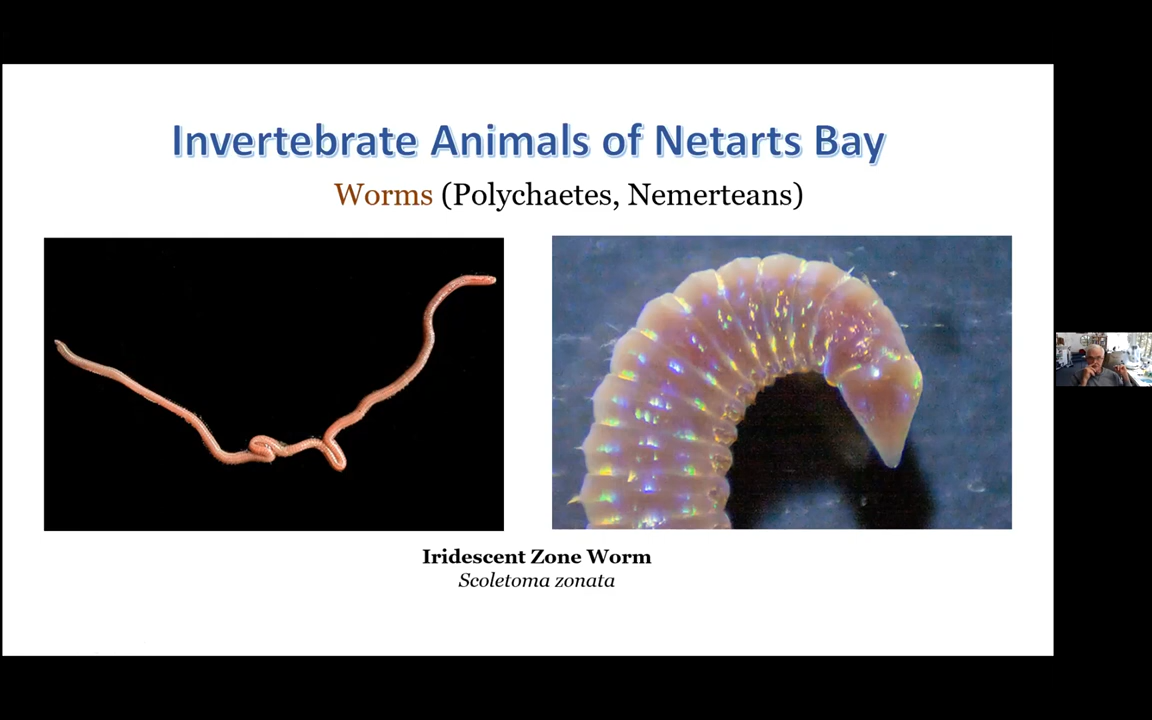 Invertebrate Animals of Netarts Bay
Worms (Polychaetes, Nemerteans)
Iridescent Zone Worm
Scoletoma zonata